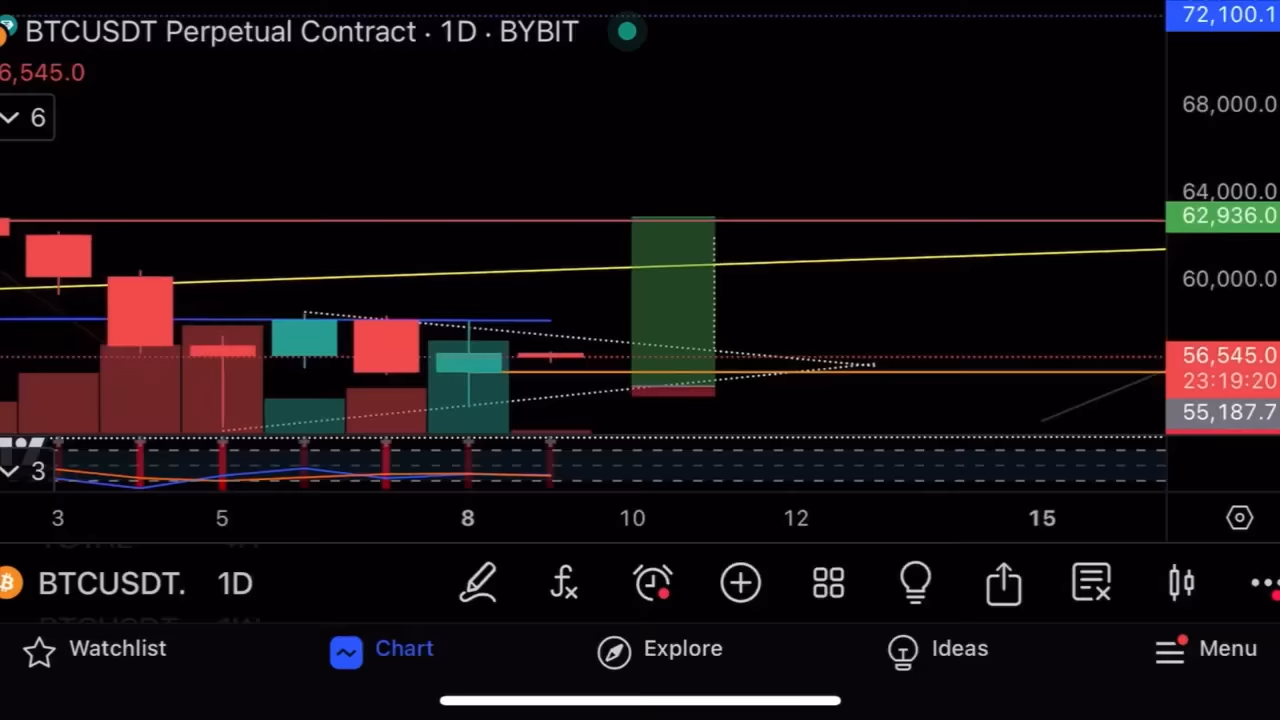 BTCUSDT Perpetual Contract · 1D · BYBIT
72,100.1
6,545.0
6
68,000.0
64,000.0
62,936.0
60,000.0
56,545.0
23:19:20
55,187.7
3
3 5 8 10 12 15
BTCUSDT. 1D
Watchlist Chart Explore Ideas Menu